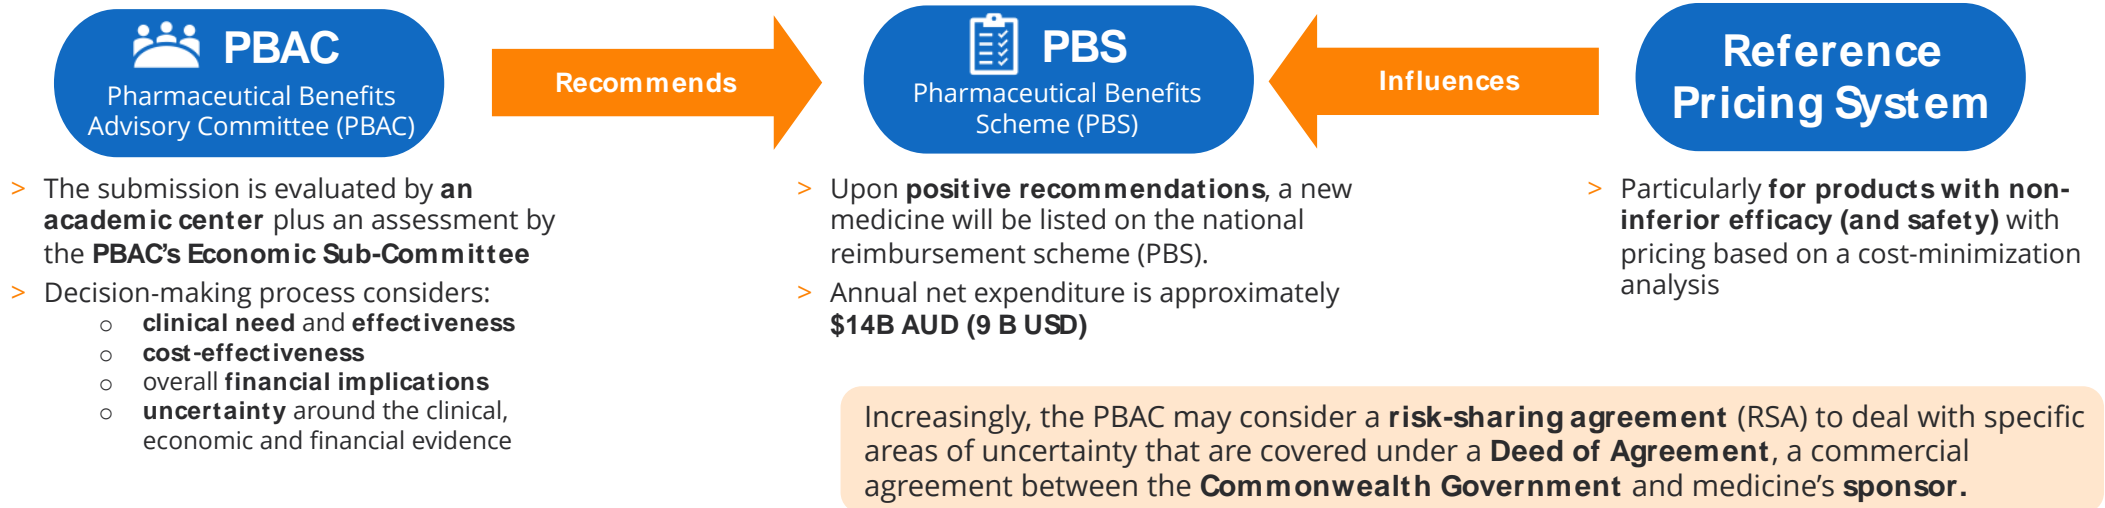 PBAC
Pharmaceutical Benefits
Advisory Committee (PBAC)
Recommends
PBS
Pharmaceutical Benefits
Scheme (PBS)
Influences
Reference
Pricing System
> The submission is evaluated by an
academic center plus an assessment by
the PBAC’s Economic Sub-Committee
> Decision-making process considers:
o clinical need and effectiveness
o cost-effectiveness
o overall financial implications
o uncertainty around the clinical,
economic and financial evidence
> Upon positive recommendations, a new
medicine will be listed on the national
reimbursement scheme (PBS).
> Annual net expenditure is approximately
$14B AUD (9 B USD)
> Particularly for products with non-
inferior efficacy (and safety) with
pricing based on a cost-minimization
analysis
Increasingly, the PBAC may consider a risk-sharing agreement (RSA) to deal with specific
areas of uncertainty that are covered under a Deed of Agreement, a commercial
agreement between the Commonwealth Government and medicine’s sponsor.